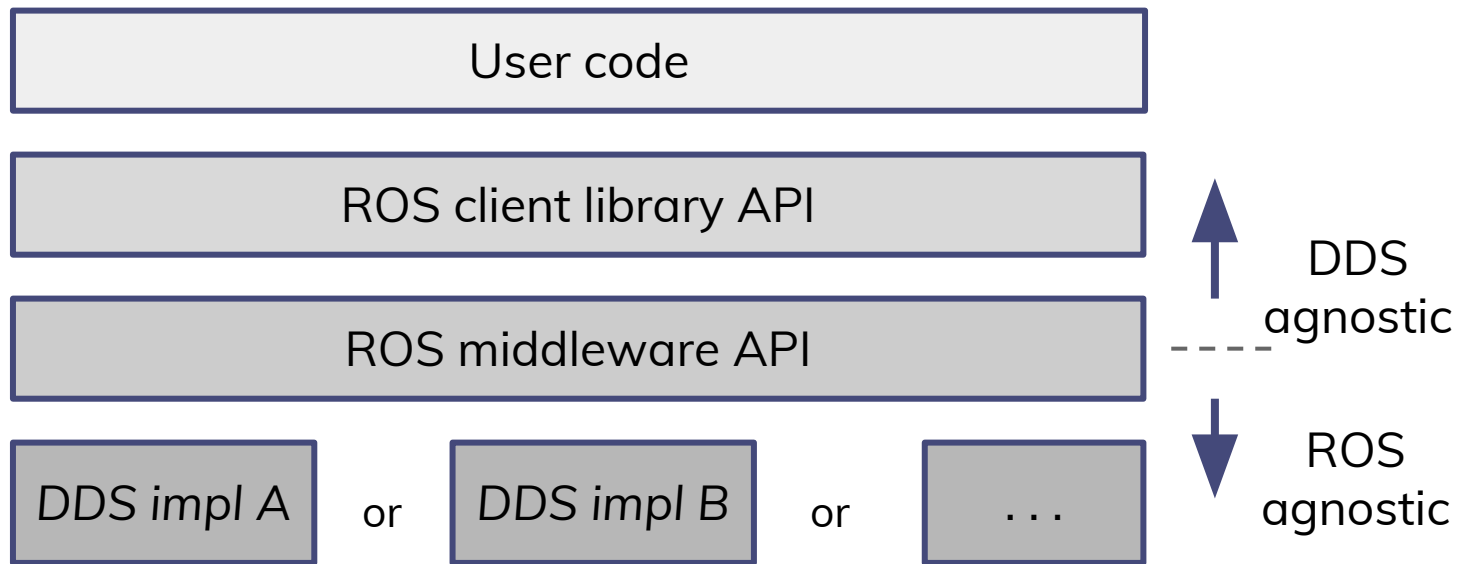 User code
ROS client library API
DDS
agnostic
ROS middleware API
DDS impl A
or
DDS impl B
or
...
ROS
agnostic